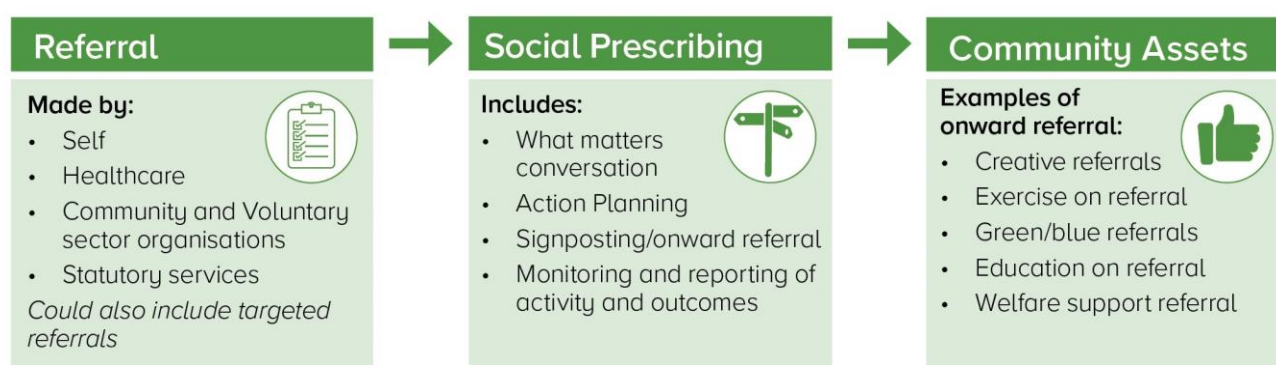 Referral
Made by:
• Self
• Healthcare
• Community and Voluntary
sector organisations
• Statutory services
Could also include targeted
referrals
Social Prescribing
Includes:
• What matters
conversation
• Action Planning
• Signposting/onward referral
• Monitoring and reporting of
activity and outcomes
Community Assets
Examples of
onward referral:
• Creative referrals
• Exercise on referral
• Green/blue referrals
• Education on referral
• Welfare support referral